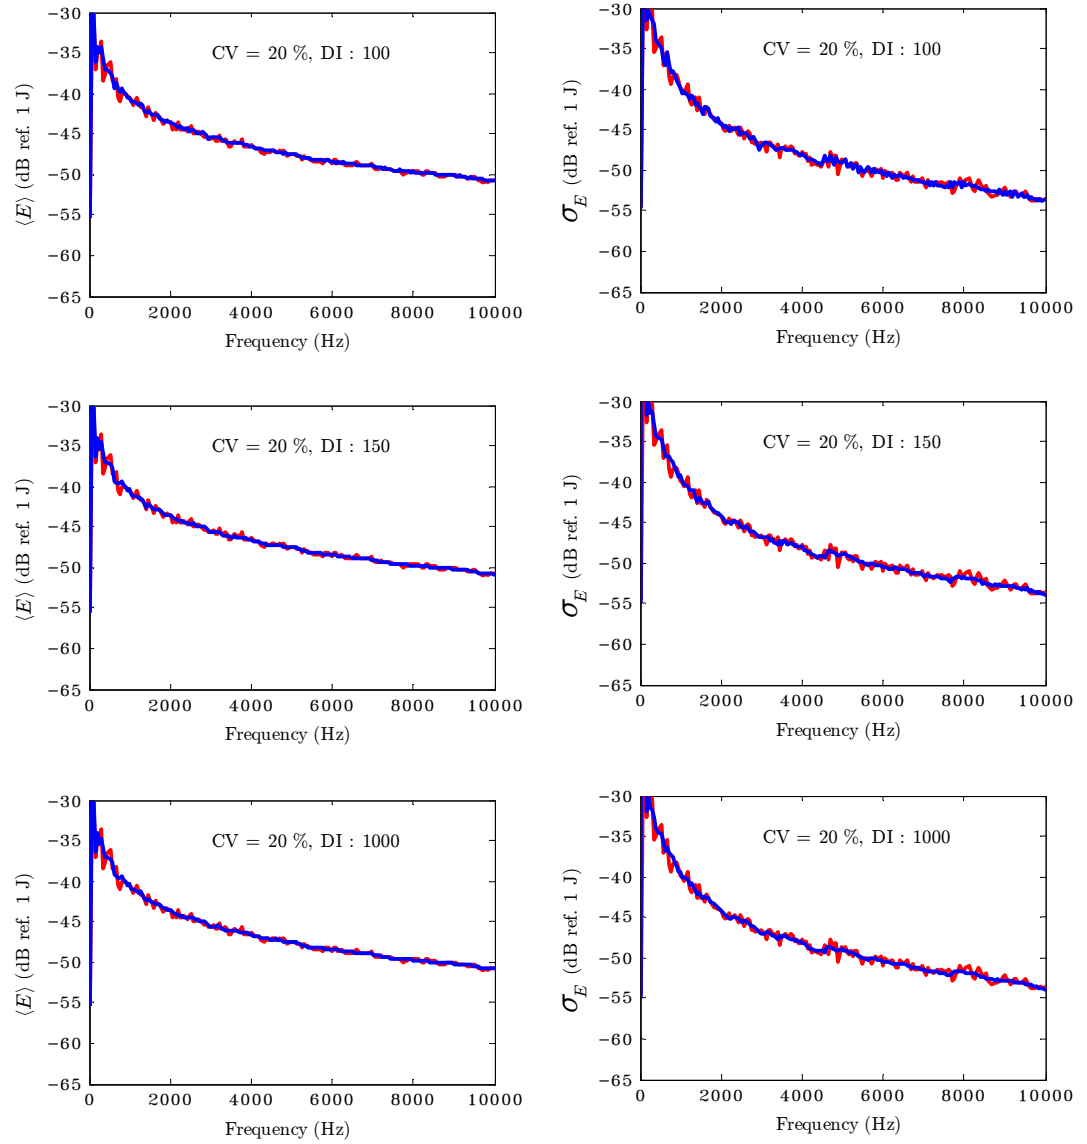 ⟨E⟩ (dB ref. 1 J)
−30
−35
−40
−45
−50
−55
−60
−65
CV = 20 %, DI : 100
0 2000 4000 6000 8000 10000
Frequency (Hz)
σ_E (dB ref. 1 J)
−30
−35
−40
−45
−50
−55
−60
−65
CV = 20 %, DI : 100
0 2000 4000 6000 8000 10000
Frequency (Hz)
⟨E⟩ (dB ref. 1 J)
−30
−35
−40
−45
−50
−55
−60
−65
CV = 20 %, DI : 150
0 2000 4000 6000 8000 10000
Frequency (Hz)
σ_E (dB ref. 1 J)
−30
−35
−40
−45
−50
−55
−60
−65
CV = 20 %, DI : 150
0 2000 4000 6000 8000 10000
Frequency (Hz)
⟨E⟩ (dB ref. 1 J)
−30
−35
−40
−45
−50
−55
−60
−65
CV = 20 %, DI : 1000
0 2000 4000 6000 8000 10000
Frequency (Hz)
σ_E (dB ref. 1 J)
−30
−35
−40
−45
−50
−55
−60
−65
CV = 20 %, DI : 1000
0 2000 4000 6000 8000 10000
Frequency (Hz)